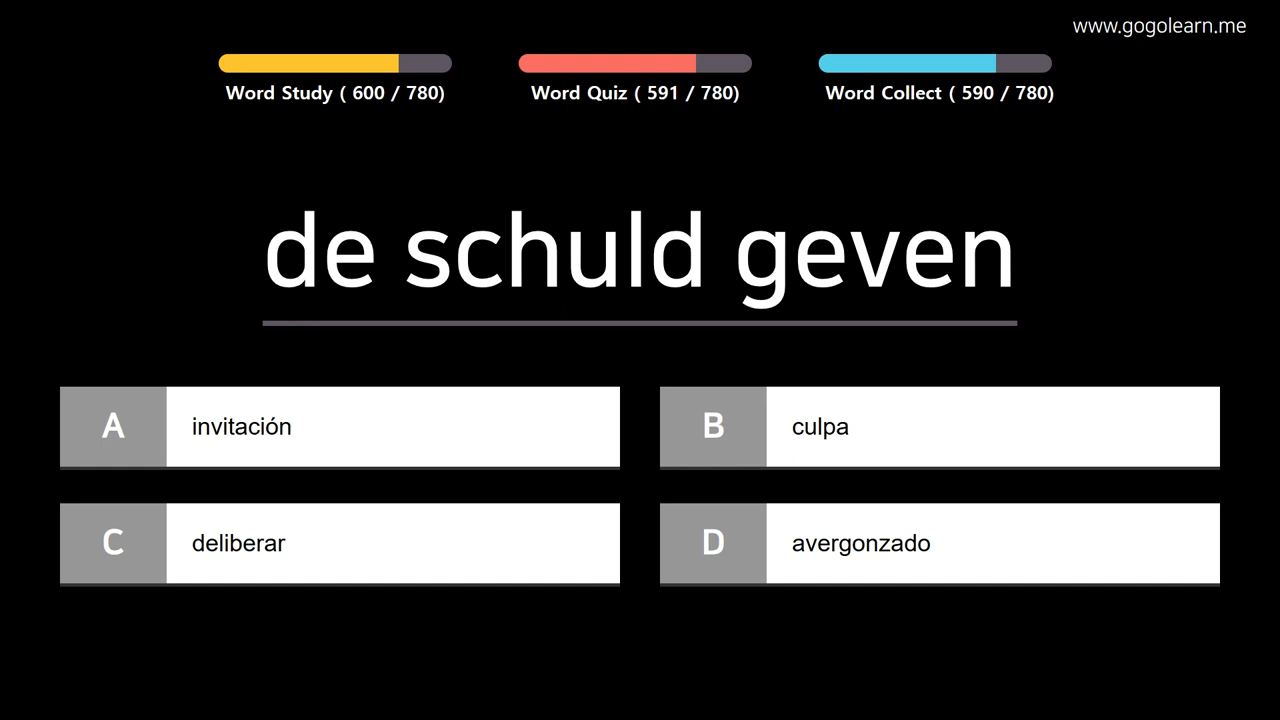 www.gogolearn.me
Word Study ( 600 / 780)
Word Quiz ( 591 / 780)
Word Collect ( 590 / 780)
de schuld geven
A invitación
B culpa
C deliberar
D avergonzado